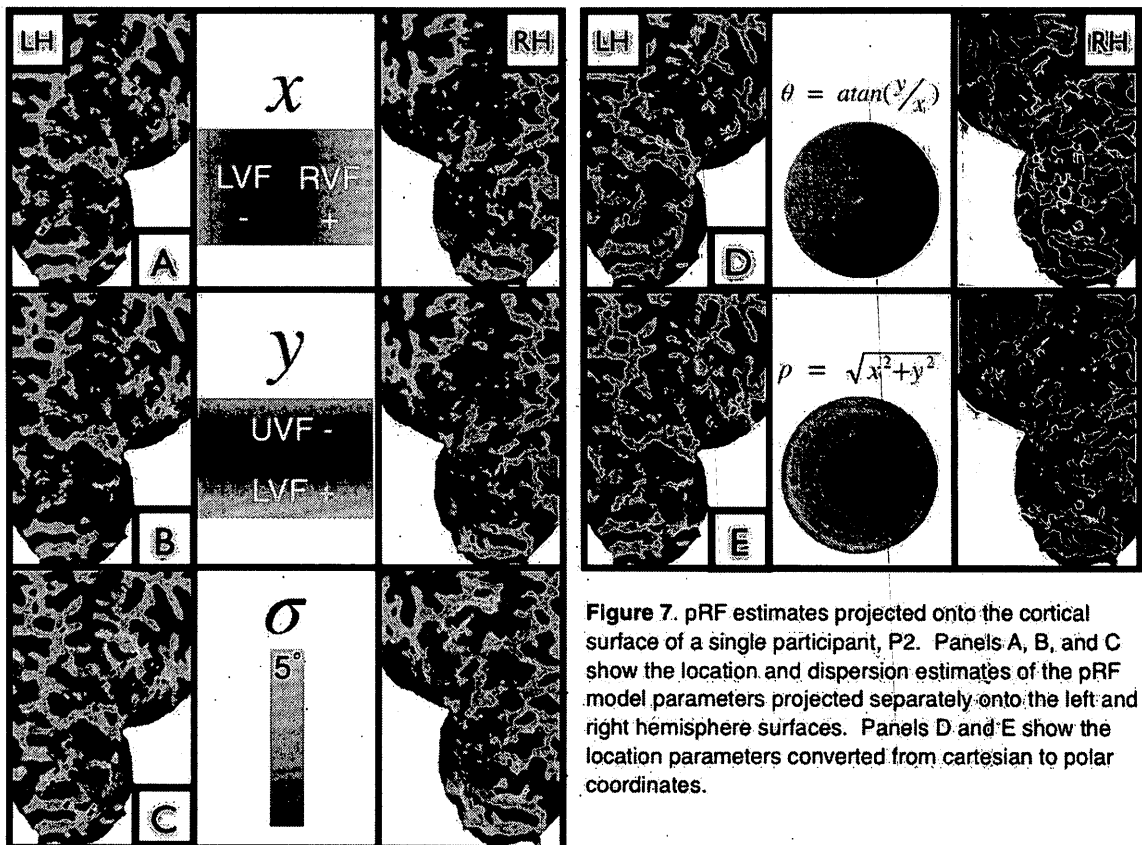 LH
x
RH
LVF RVF
- +
A
y
UVF -
LVF +
B
σ
5°
C
LH
θ = atan(y/x)
RH
D
ρ = √x²+y²
E
Figure 7. pRF estimates projected onto the cortical
surface of a single participant, P2. Panels A, B, and C
show the location and dispersion estimates of the pRF
model parameters projected separately onto the left and
right hemisphere surfaces. Panels D and E show the
location parameters converted from cartesian to polar
coordinates.